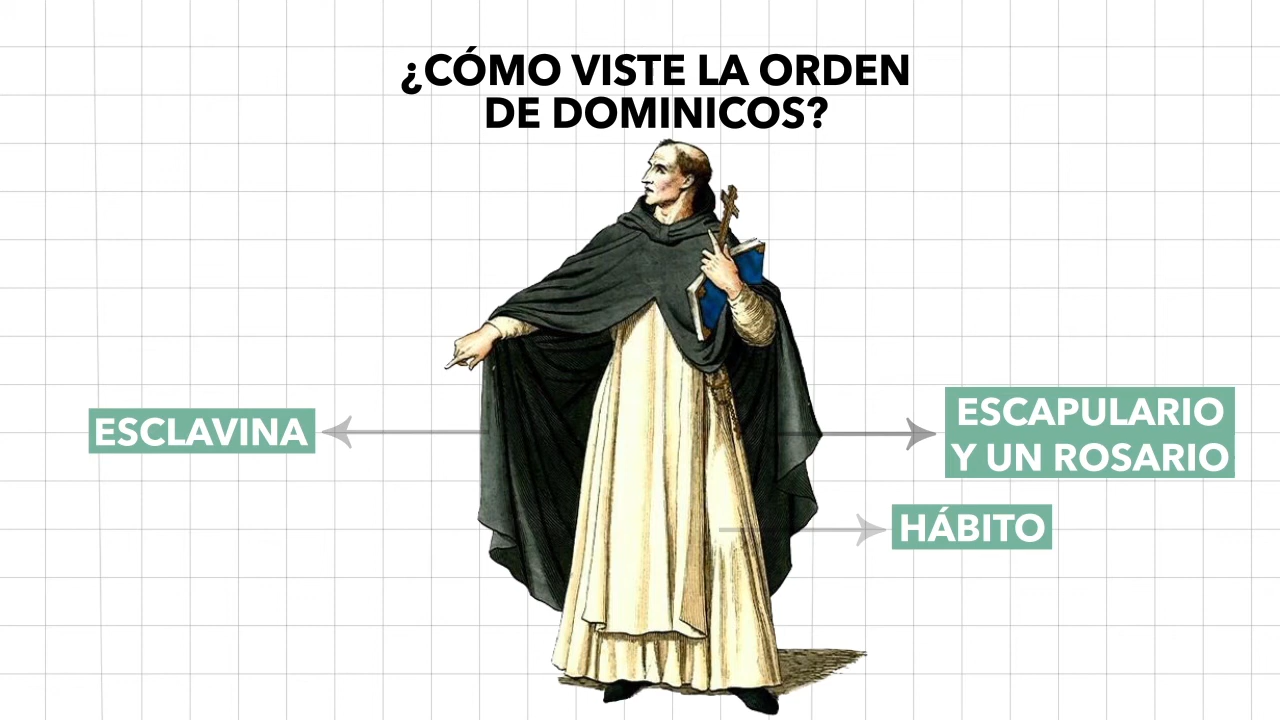 ¿CÓMO VISTE LA ORDEN
DE DOMINICOS?
ESCLAVINA
ESCAPULARIO
Y UN ROSARIO
HÁBITO